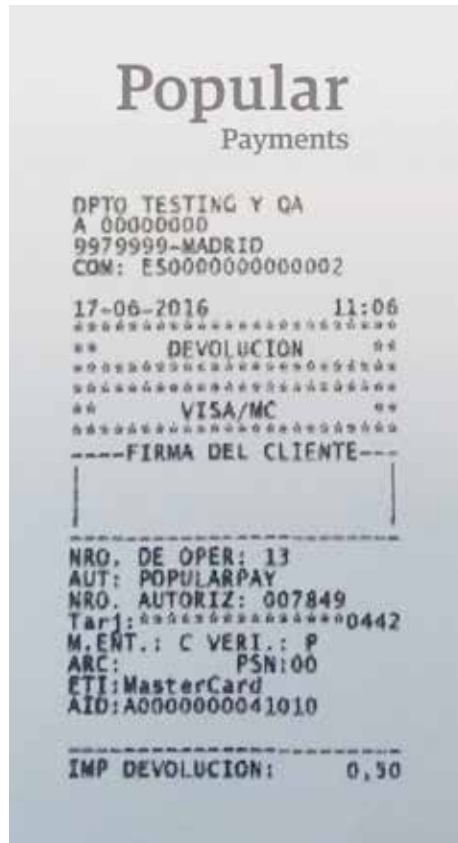 Popular
Payments
DPTO TESTING Y QA
A 00000000
9979999-MADRID
COM: ES0000000000002
17-06-2016 11:06
**************************
** DEVOLUCION **
**************************
**************************
** VISA/MC **
**************************
----FIRMA DEL CLIENTE---
NRO. DE OPER: 13
AUT: POPULARPAY
NRO. AUTORIZ: 007849
Tarj:****************0442
M.ENT.: C VERI.: P
ARC: PSN:00
ETI:MasterCard
AID:A0000000041010
--------------------------
IMP DEVOLUCION: 0,50